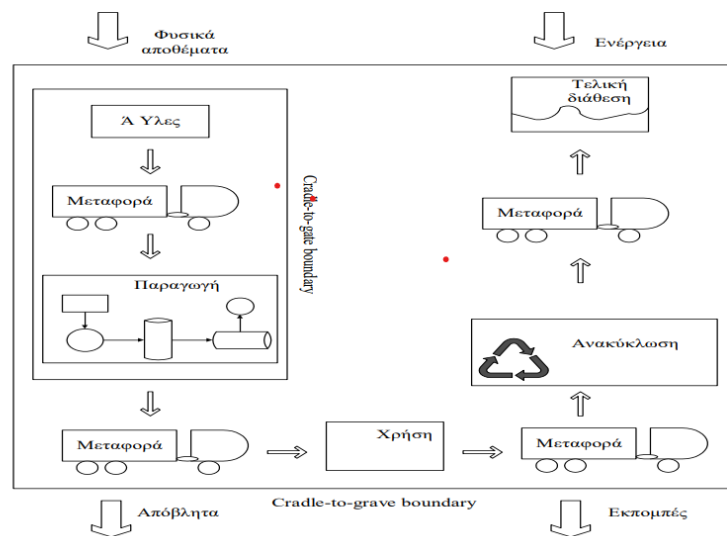 Φυσικά
αποθέματα
Ενέργεια
Ά Υλες
Μεταφορά
Παραγωγή
Cradle-to-gate boundary
Μεταφορά
Χρήση
Μεταφορά
Ανακύκλωση
Μεταφορά
Τελική
διάθεση
Cradle-to-grave boundary
Απόβλητα
Εκπομπές